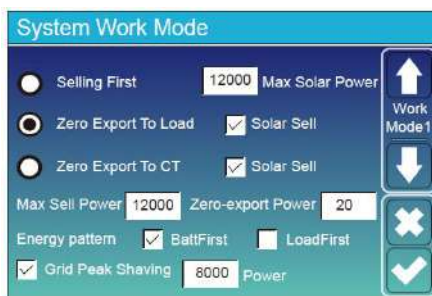 System Work Mode
Selling First 12000 Max Solar Power
Zero Export To Load Solar Sell
Work
Mode1
Zero Export To CT Solar Sell
Max Sell Power 12000 Zero-export Power 20
Energy pattern BattFirst LoadFirst
Grid Peak Shaving 8000 Power